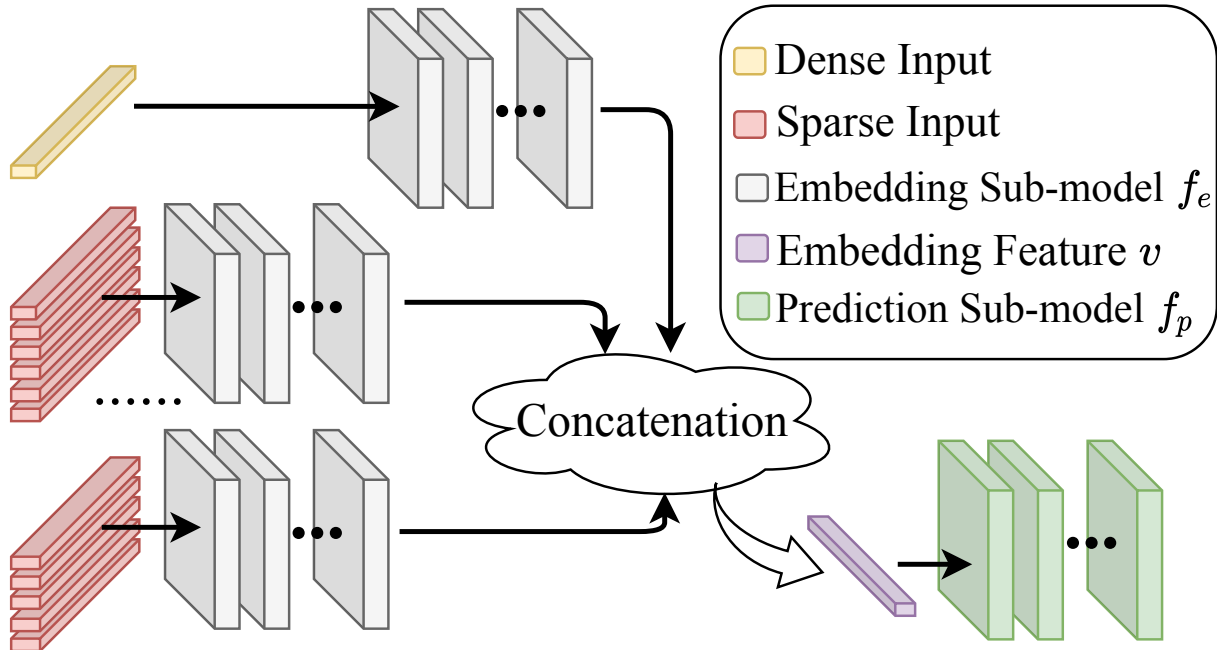 Dense Input
Sparse Input
Embedding Sub-model f_e
Embedding Feature v
Prediction Sub-model f_p
Concatenation